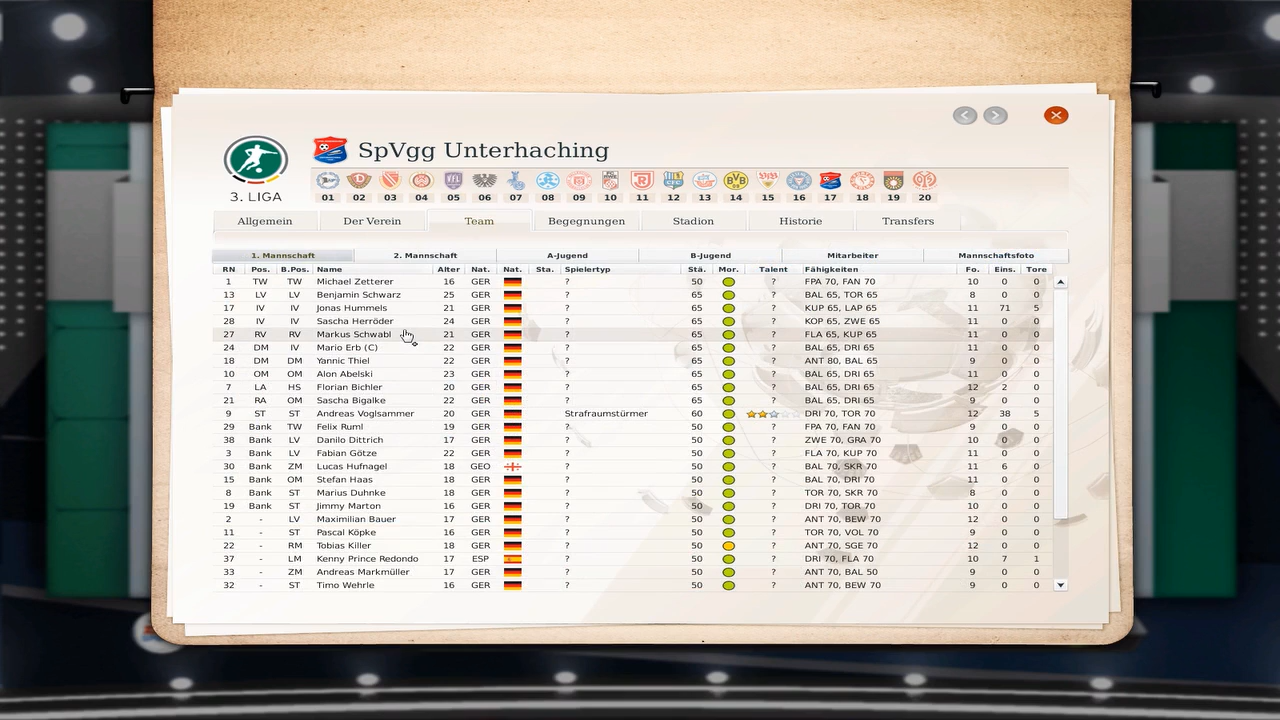 SpVgg Unterhaching
3. LIGA
01 02 03 04 05 06 07 08 09 10 11 12 13 14 15 16 17 18 19 20
Allgemein Der Verein Team Begegnungen Stadion Historie Transfers
1. Mannschaft 2. Mannschaft A-Jugend B-Jugend Mitarbeiter Mannschaftsfoto
RN Pos. B.Pos. Name Alter Nat. Nat. Sta. Spielertyp Stä. Mor. Talent Fähigkeiten Fo. Eins. Tore
1 TW TW Michael Zetterer 16 GER ? 50 ? FPA 70, FAN 70 10 0 0
13 LV LV Benjamin Schwarz 25 GER ? 65 ? BAL 65, TOR 65 8 0 0
17 IV IV Jonas Hummels 21 GER ? 65 ? KUP 65, LAP 65 11 71 5
28 IV IV Sascha Herröder 24 GER ? 65 ? KOP 65, ZWE 65 11 0 0
27 RV RV Markus Schwabl 21 GER ? 65 ? FLA 65, KUP 65 11 0 0
24 DM IV Mario Erb (C) 22 GER ? 65 ? BAL 65, DRI 65 11 0 0
18 DM DM Yannic Thiel 22 GER ? 65 ? ANT 80, BAL 65 9 0 0
10 OM OM Alon Abelski 23 GER ? 65 ? BAL 65, DRI 65 11 0 0
7 LA HS Florian Bichler 20 GER ? 65 ? BAL 65, DRI 65 12 2 0
21 RA OM Sascha Bigalke 22 GER ? 65 ? BAL 65, DRI 65 9 0 0
9 ST ST Andreas Voglsammer 20 GER Strafraumstürmer 60 DRI 70, TOR 70 12 38 5
29 Bank TW Felix Ruml 19 GER ? 50 ? FPA 70, FAN 70 9 0 0
38 Bank LV Danilo Dittrich 17 GER ? 50 ? ZWE 70, GRA 70 10 0 0
3 Bank LV Fabian Götze 22 GER ? 50 ? FLA 70, KUP 70 11 0 0
30 Bank ZM Lucas Hufnagel 18 GEO ? 50 ? BAL 70, SKR 70 11 6 0
15 Bank OM Stefan Haas 18 GER ? 50 ? BAL 70, DRI 70 11 0 0
8 Bank ST Marius Duhnke 18 GER ? 50 ? TOR 70, SKR 70 8 0 0
19 Bank ST Jimmy Marton 16 GER ? 50 ? DRI 70, TOR 70 10 0 0
2 - LV Maximilian Bauer 17 GER ? 50 ? ANT 70, BEW 70 12 0 0
11 - ST Pascal Köpke 16 GER ? 50 ? TOR 70, VOL 70 9 0 0
22 - RM Tobias Killer 18 GER ? 50 ? ANT 70, SGE 70 12 0 0
37 - LM Kenny Prince Redondo 17 ESP ? 50 ? DRI 70, FLA 70 10 7 1
33 - ZM Andreas Markmüller 17 GER ? 50 ? ANT 70, BAL 50 9 0 0
32 - ST Timo Wehrle 16 GER ? 50 ? ANT 70, BEW 70 9 0 0